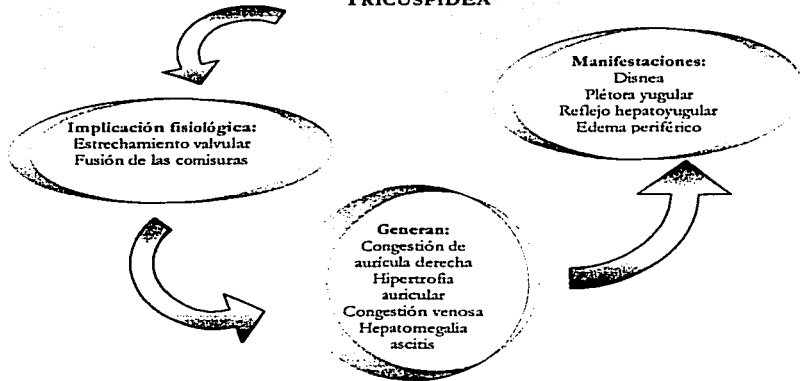 TRICUSPIDEA
Implicación fisiológica:
Estrechamiento valvular
Fusión de las comisuras
Generan:
Congestión de
aurícula derecha
Hipertrofia
auricular
Congestión venosa
Hepatomegalia
ascitis
Manifestaciones:
Disnea
Plétora yugular
Reflejo hepatoyugular
Edema periférico